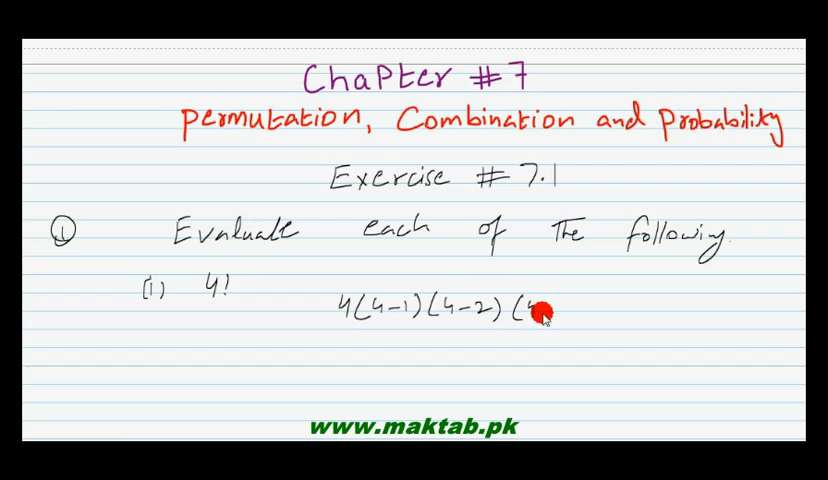 Chapter # 7
Permutation, Combination and Probability
Exercise # 7.1
① Evaluate each of the following.
(i) 4!
4(4-1)(4-2)(4
www.maktab.pk